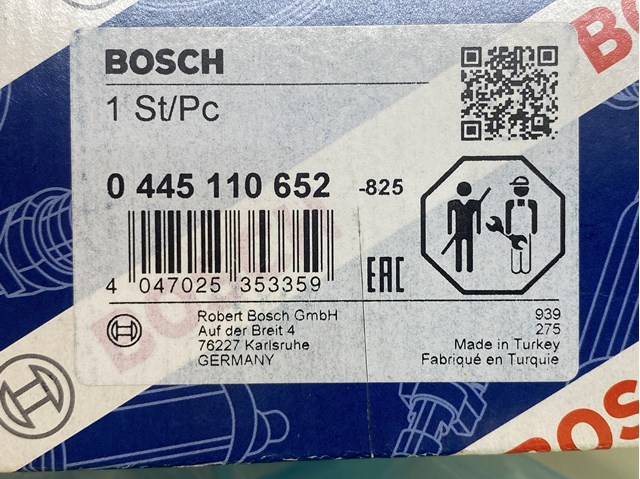 BOSCH
1 St/Pc
0 445 110 652 -825
4 047025 353359
EAC
Robert Bosch GmbH
Auf der Breit 4
76227 Karlsruhe
GERMANY
939
275
Made in Turkey
Fabriqué en Turquie
B
BOS